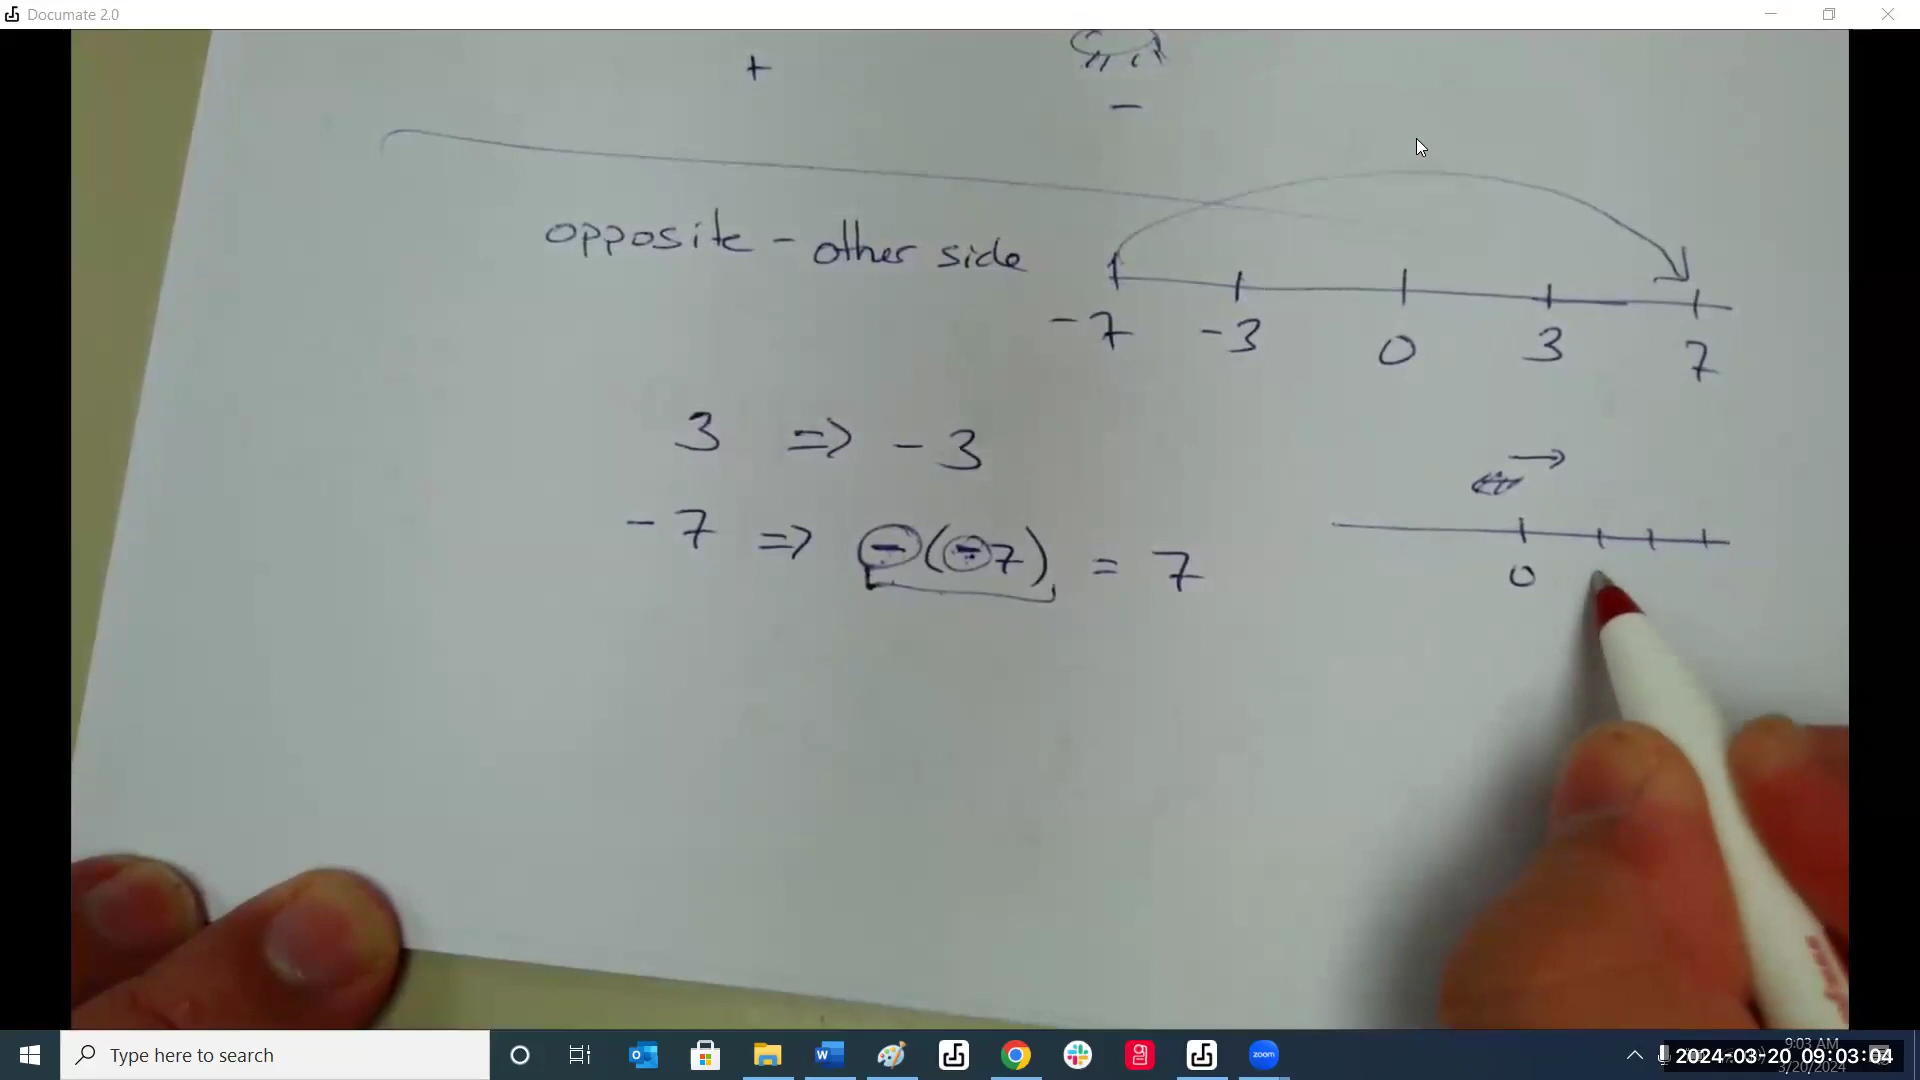 Documate 2.0
+
-
opposite - other side
-7 -3 0 3 7
3 => -3
-7 => -(-7) = 7
0
Type here to search
zoom
9:03 AM
3/20/2024
2024-03-20 09:03:04